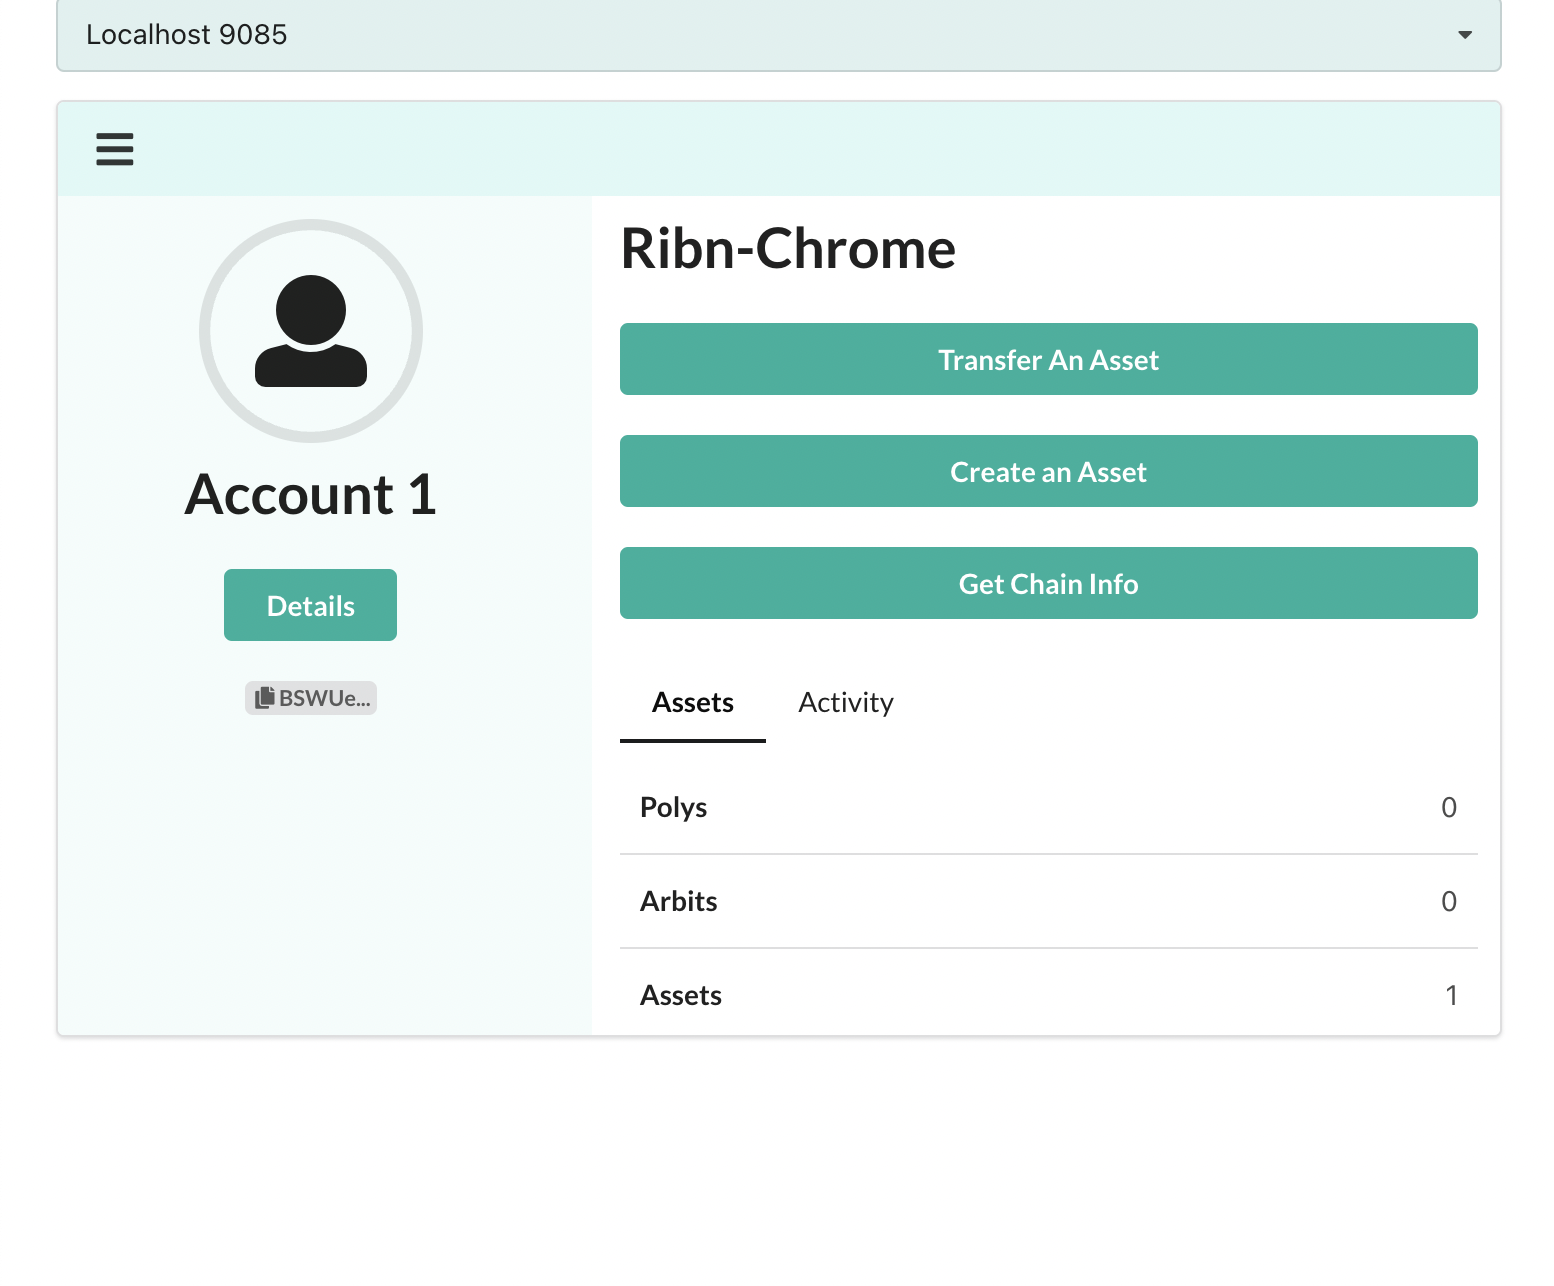 Localhost 9085
Account 1
Details
BSWUe...
Ribn-Chrome
Transfer An Asset
Create an Asset
Get Chain Info
Assets Activity
Polys 0
Arbits 0
Assets 1